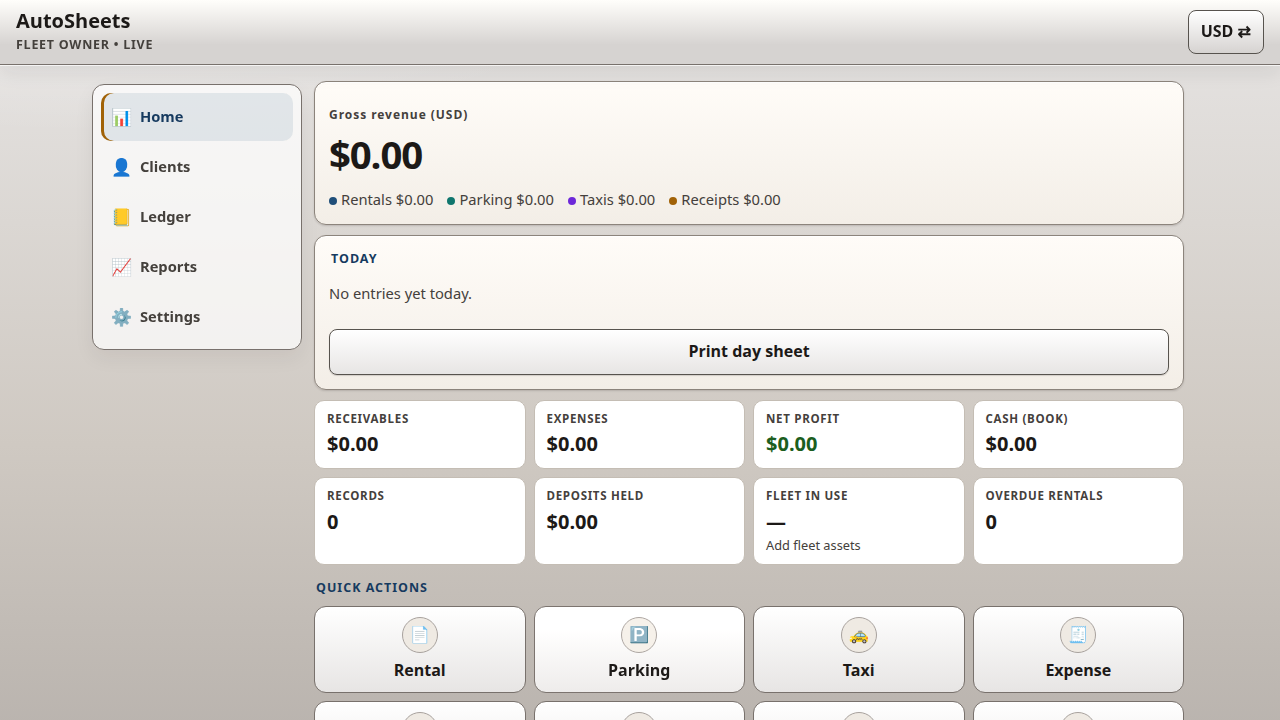 AutoSheets
FLEET OWNER • LIVE
USD ⇄
Home
Clients
Ledger
Reports
Settings
Gross revenue (USD)
$0.00
Rentals $0.00 Parking $0.00 Taxis $0.00 Receipts $0.00
TODAY
No entries yet today.
Print day sheet
RECEIVABLES
$0.00
EXPENSES
$0.00
NET PROFIT
$0.00
CASH (BOOK)
$0.00
RECORDS
0
DEPOSITS HELD
$0.00
FLEET IN USE
—
Add fleet assets
OVERDUE RENTALS
0
QUICK ACTIONS
Rental
Parking
Taxi
Expense